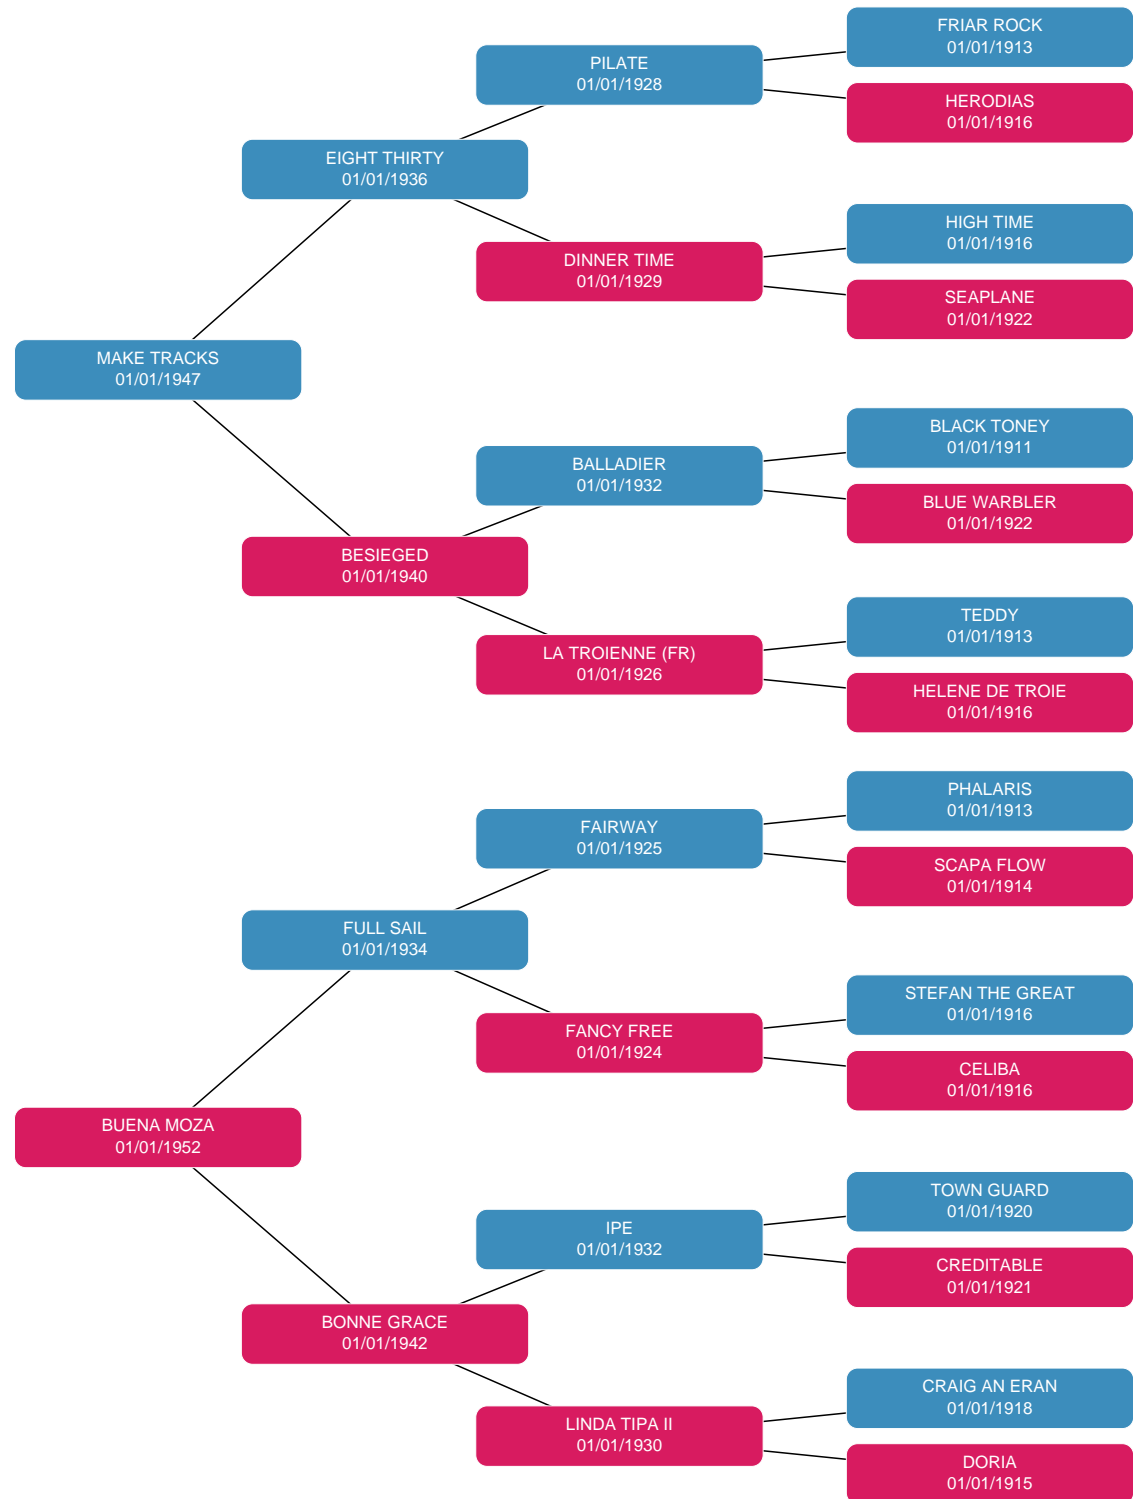 FRIAR ROCK
01/01/1913
PILATE
01/01/1928
HERODIAS
01/01/1916
EIGHT THIRTY
01/01/1936
HIGH TIME
01/01/1916
DINNER TIME
01/01/1929
SEAPLANE
01/01/1922
MAKE TRACKS
01/01/1947
BLACK TONEY
01/01/1911
BALLADIER
01/01/1932
BLUE WARBLER
01/01/1922
BESIEGED
01/01/1940
TEDDY
01/01/1913
LA TROIENNE (FR)
01/01/1926
HELENE DE TROIE
01/01/1916
PHALARIS
01/01/1913
FAIRWAY
01/01/1925
SCAPA FLOW
01/01/1914
FULL SAIL
01/01/1934
STEFAN THE GREAT
01/01/1916
FANCY FREE
01/01/1924
CELIBA
01/01/1916
BUENA MOZA
01/01/1952
TOWN GUARD
01/01/1920
IPE
01/01/1932
CREDITABLE
01/01/1921
BONNE GRACE
01/01/1942
CRAIG AN ERAN
01/01/1918
LINDA TIPA II
01/01/1930
DORIA
01/01/1915